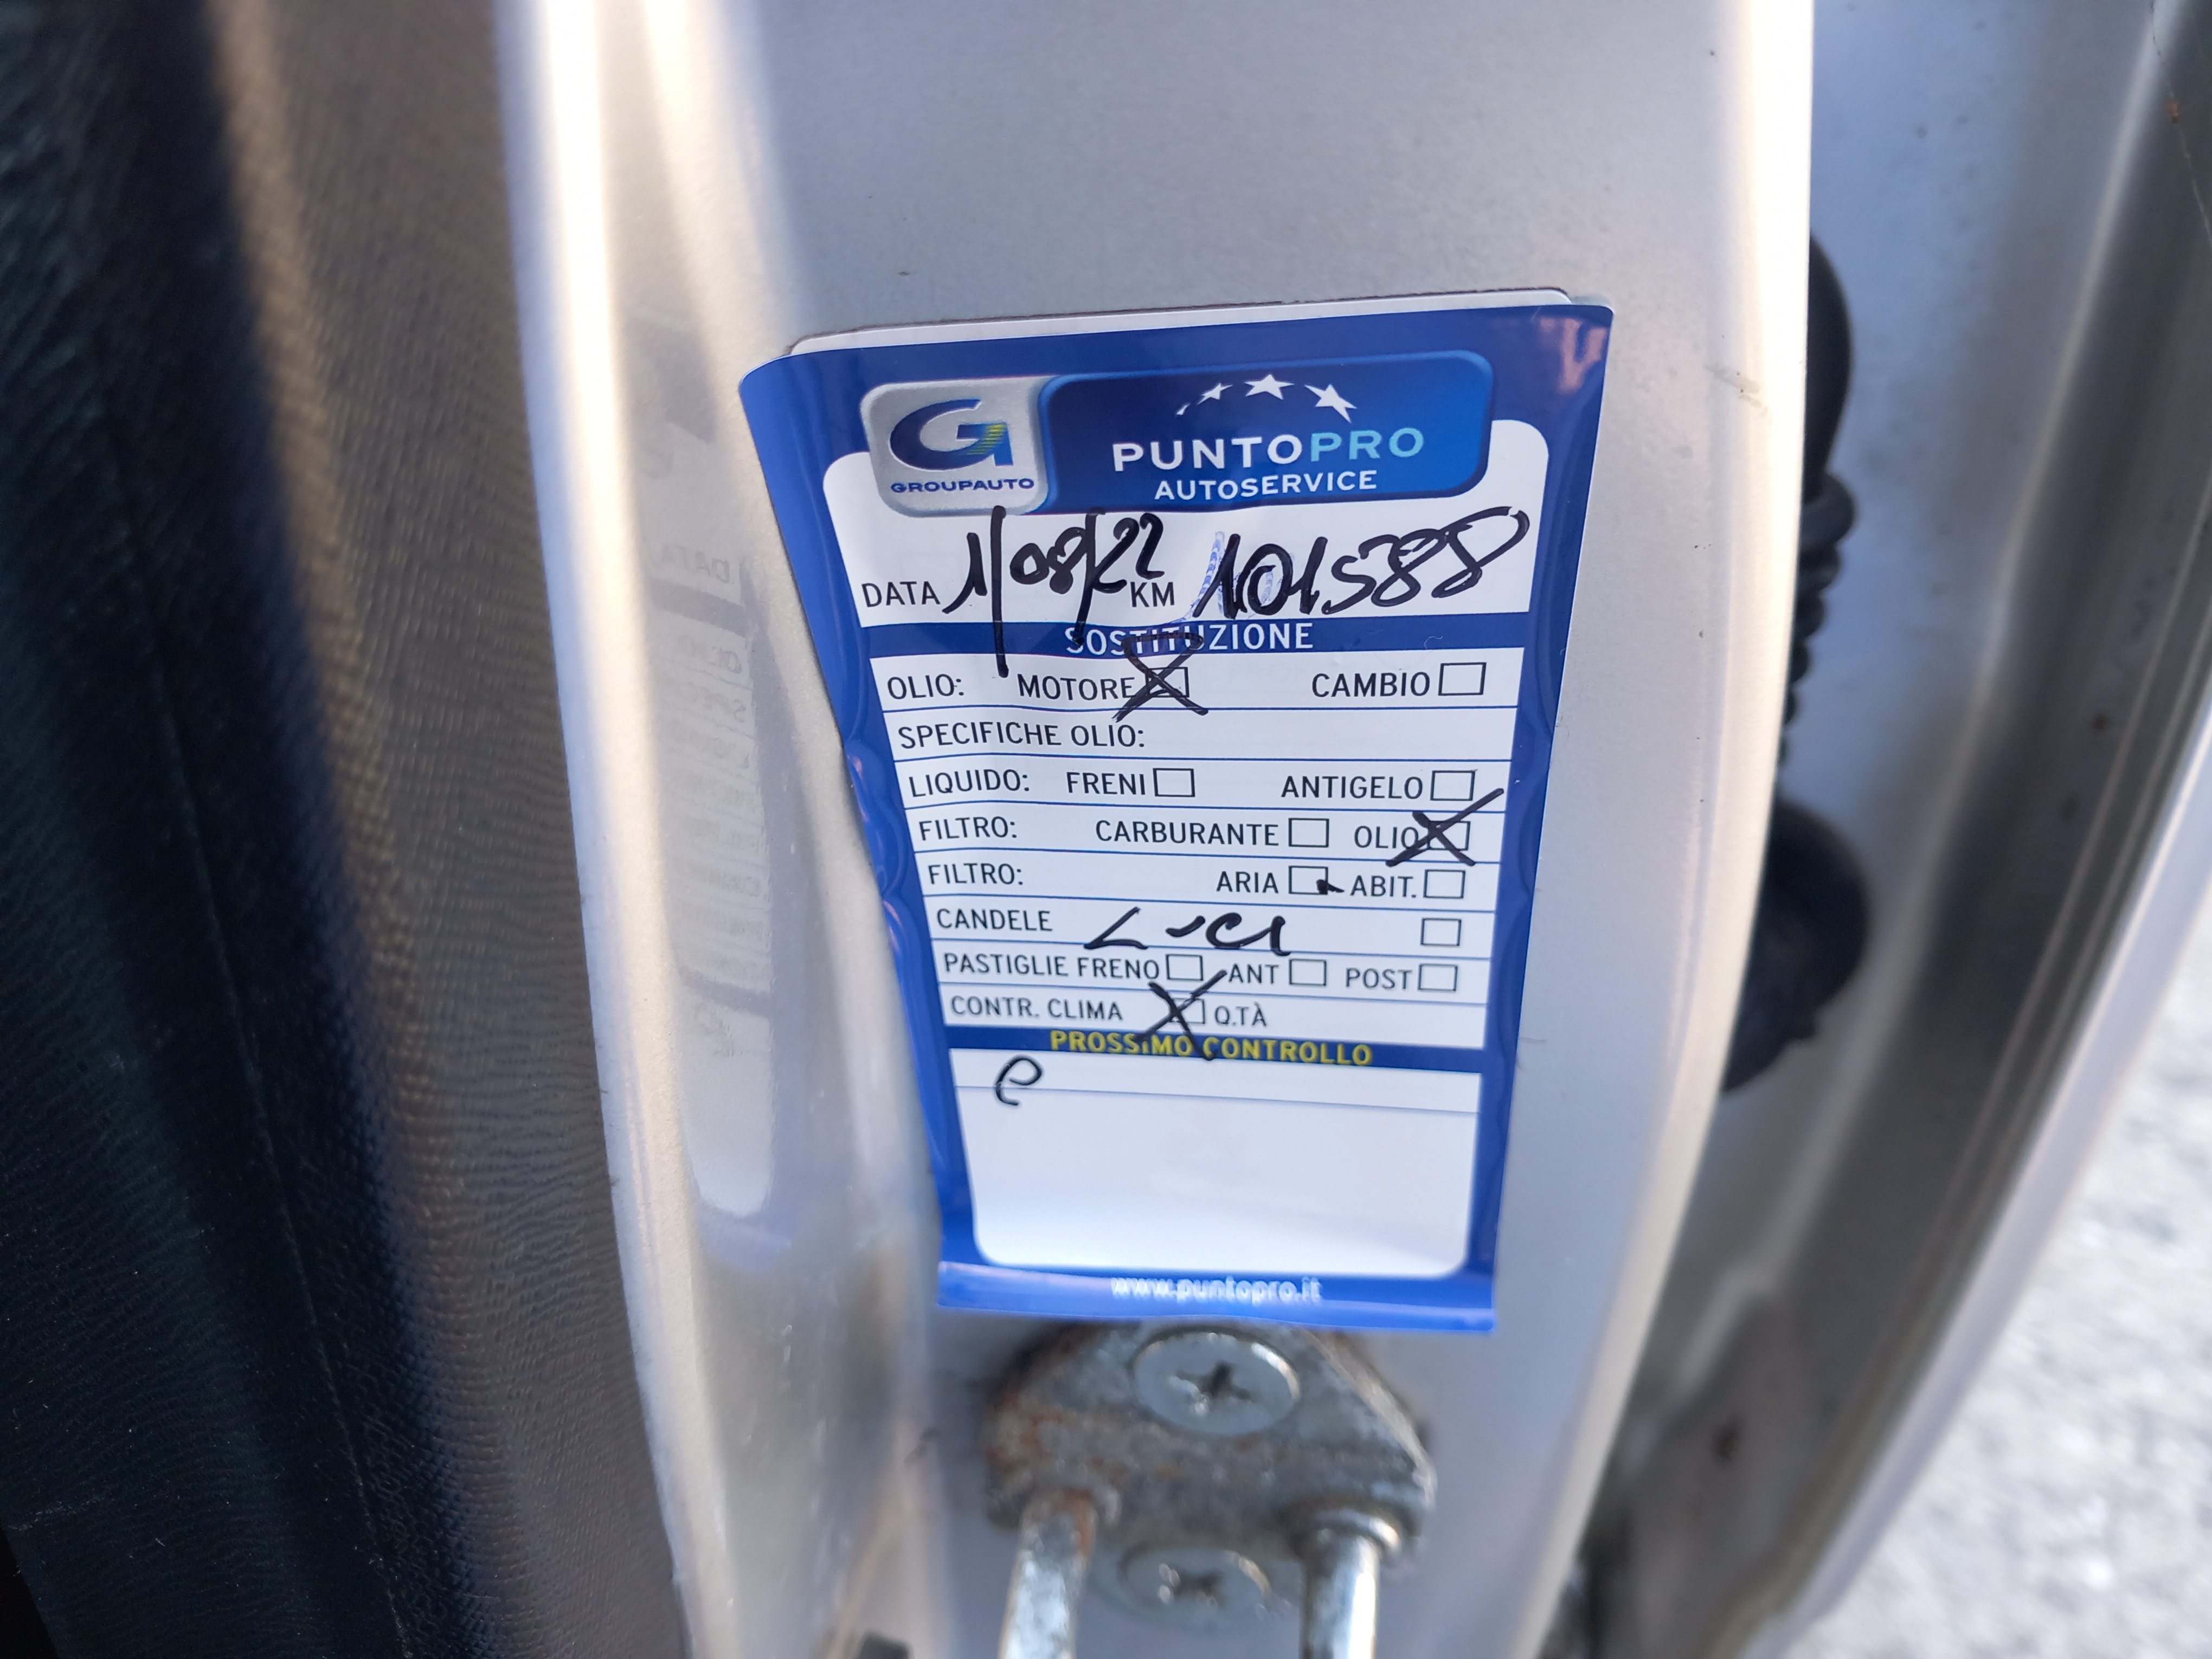 G GROUPAUTO
PUNTOPRO
AUTOSERVICE
DATA 1/08/22 KM 101588
SOSTITUZIONE
OLIO: MOTORE X CAMBIO
SPECIFICHE OLIO:
LIQUIDO: FRENI ANTIGELO
FILTRO: CARBURANTE OLIO X
FILTRO: ARIA ABIT.
CANDELE Luci
PASTIGLIE FRENO ANT POST
CONTR. CLIMA X Q.TÀ
PROSSIMO CONTROLLO
e
www.puntopro.it